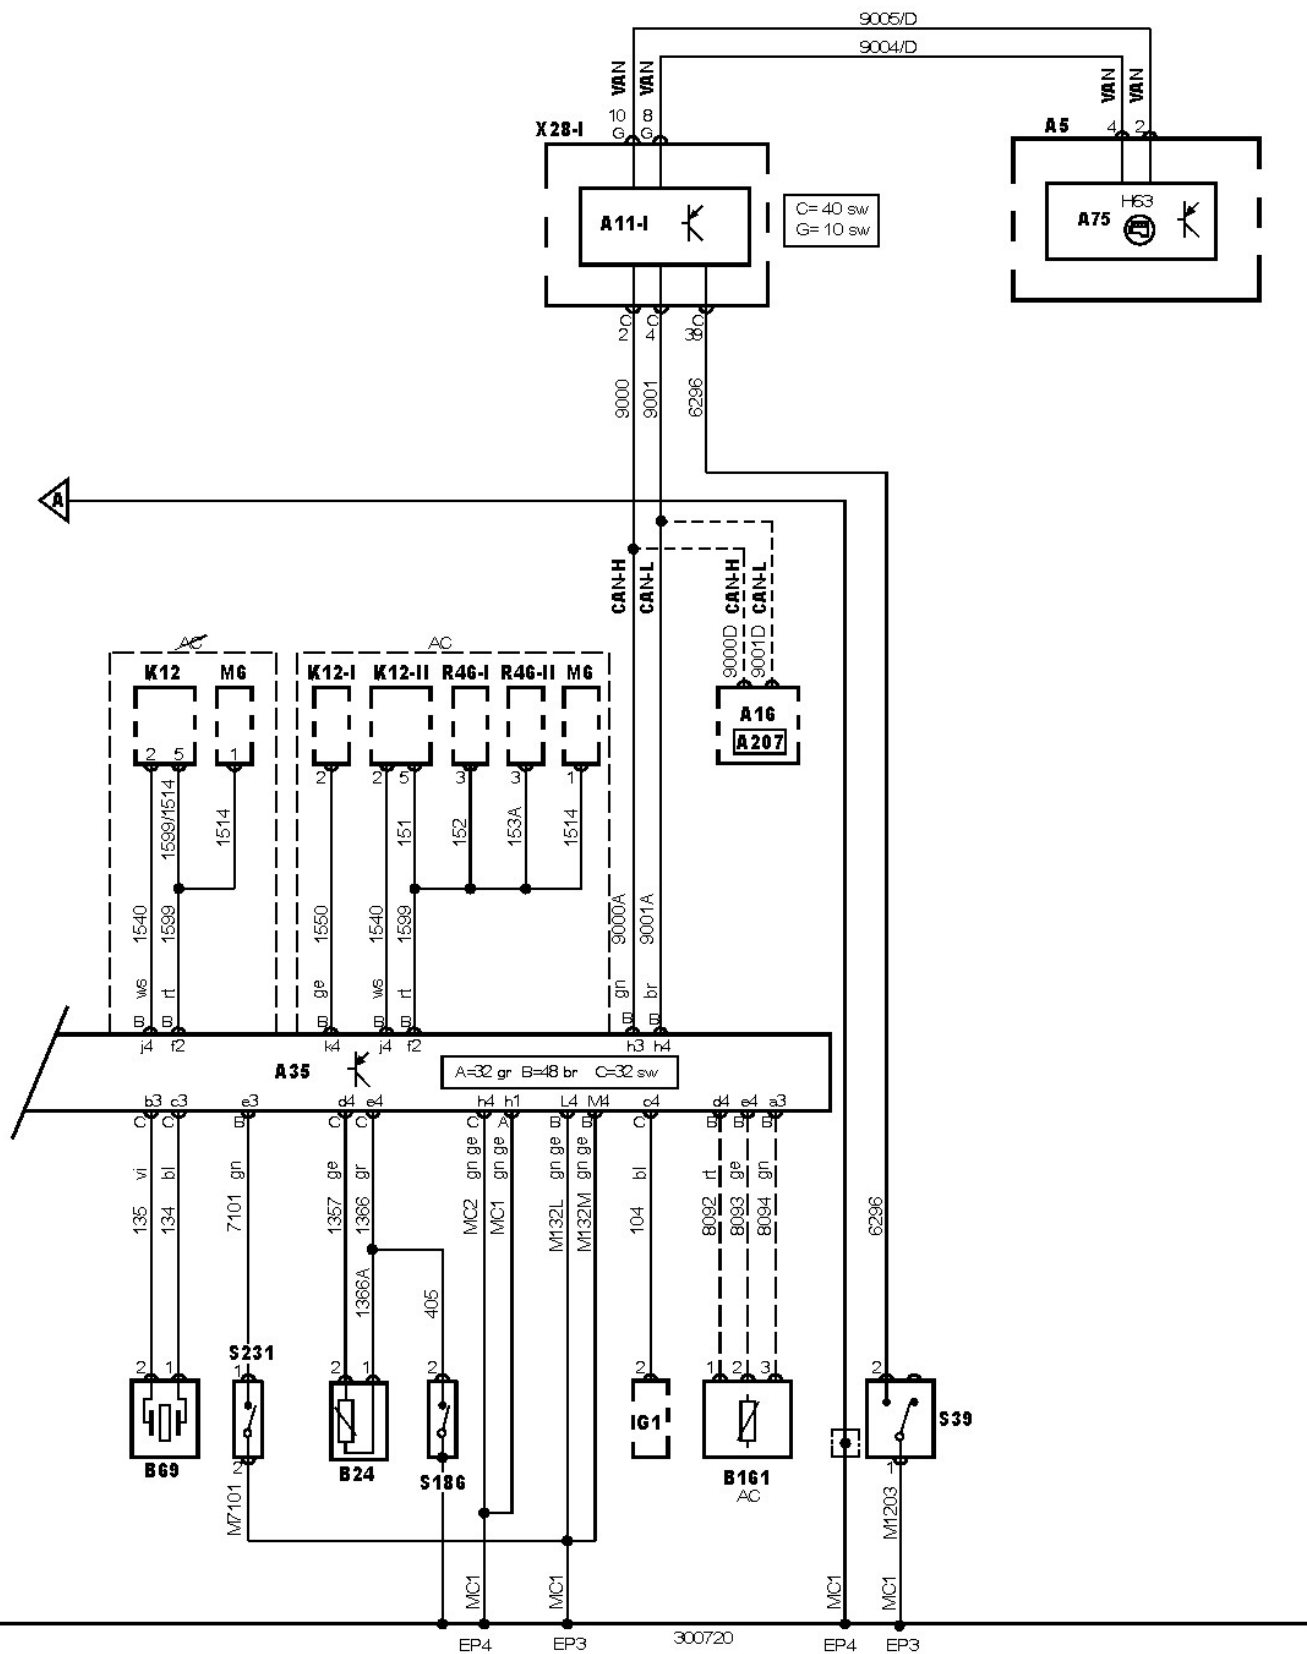 9005/D
9004/D
VAN
VAN
VAN
VAN
10
8
G
G
X28-I
A5
4
2
C= 40 sw
G= 10 sw
A11-I
H63
A75
C
C
C
2
4
39
9000
9001
6296
A
CAN-H
CAN-L
CAN-H
CAN-L
9000D
9001D
AC
AC
K12
M6
K12-I
K12-II
R46-I
R46-II
M6
A16
A207
2
5
1
2
2
5
3
3
1
1599/1514
1514
151
152
153A
1514
1540
1599
1550
1540
1599
9000A
9001A
ws
rt
ge
ws
rt
gn
br
B
B
B
B
B
B
B
j4
f2
k4
j4
f2
h3
h4
A35
A=32 gr B=48 br C=32 sw
b3
c3
e3
d4
e4
h4
h1
L4
M4
c4
d4
e4
a3
C
C
B
C
C
C
A
B
B
C
B
B
B
vi
bl
gn
ge
gr
gn ge
gn ge
gn ge
gn ge
bl
rt
ge
gn
135
134
7101
1357
1366
MC2
MC1
M132L
M132M
104
8092
8093
8094
6296
1366A
405
S231
2
1
1
2
1
2
2
1
2
3
2
IG1
S39
B69
2
B24
S186
B161
AC
1
M7101
M1203
MC1
MC1
MC1
MC1
EP4
EP3
300720
EP4
EP3